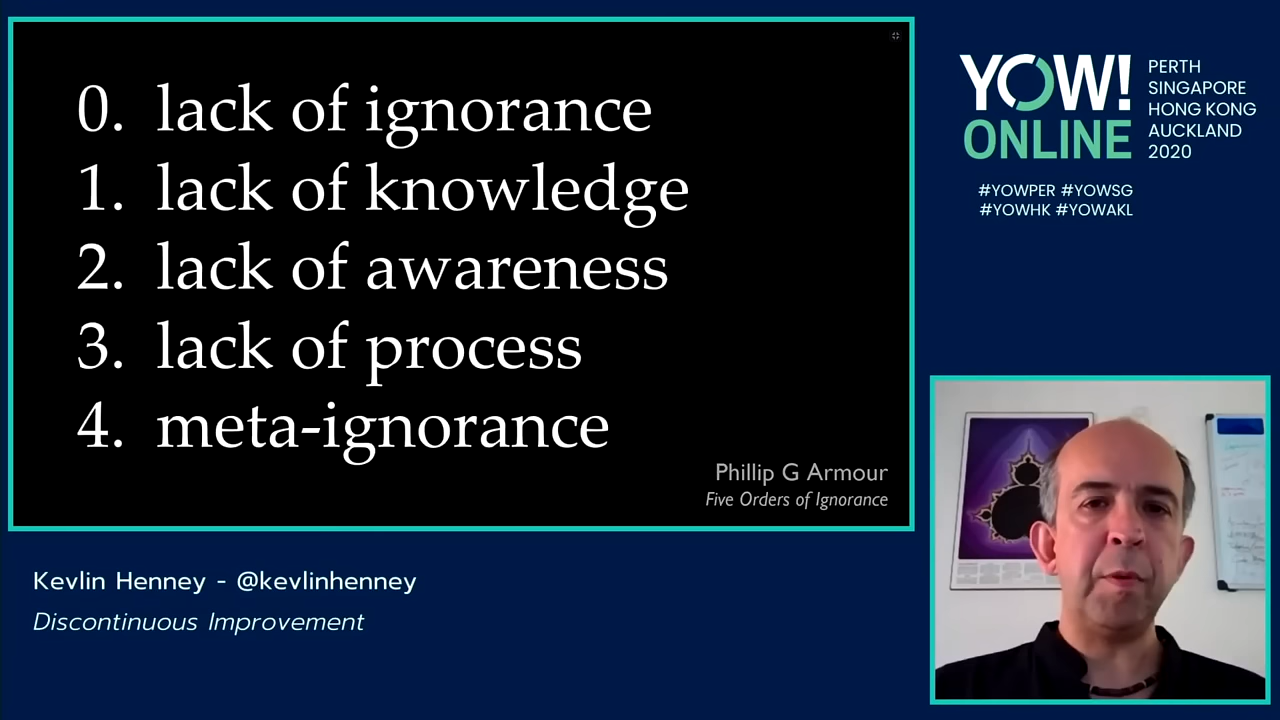 0. lack of ignorance
1. lack of knowledge
2. lack of awareness
3. lack of process
4. meta-ignorance
Phillip G Armour
Five Orders of Ignorance
YOW!
ONLINE
PERTH
SINGAPORE
HONG KONG
AUCKLAND
2020
#YOWPER #YOWSG
#YOWHK #YOWAKL
Kevlin Henney - @kevlinhenney
Discontinuous Improvement